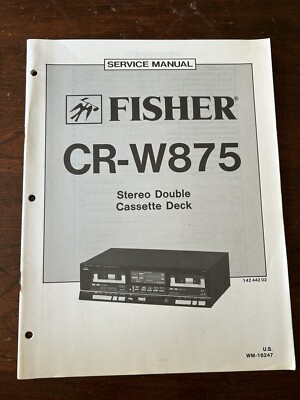 SERVICE MANUAL
FISHER®
CR-W875
Stereo Double
Cassette Deck
142 442 02
U.S.
WM-16247